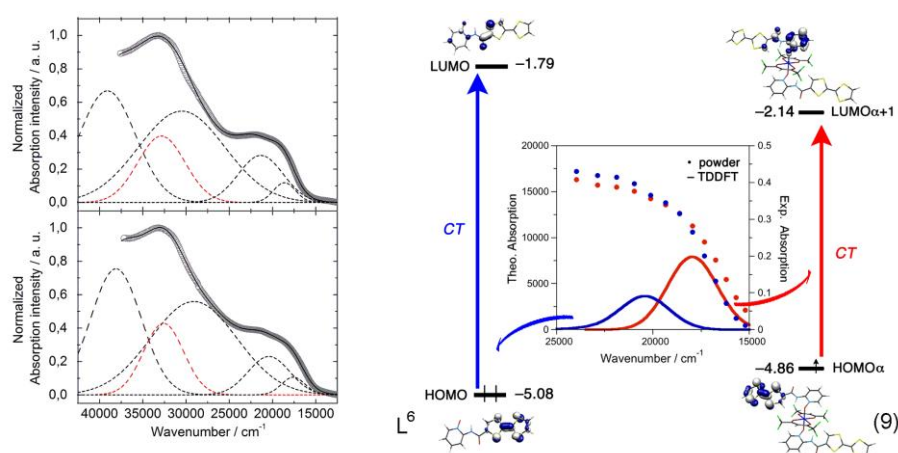 1,0
0,8
0,6
0,4
0,2
0,0
Normalized
Absorption intensity / a. u.
1,0
0,8
0,6
0,4
0,2
0,0
Normalized
Absorption intensity / a. u.
40000 35000 30000 25000 20000 15000
Wavenumber / cm⁻¹
LUMO −1.79
CT
HOMO −5.08
L⁶
20000
15000
10000
5000
0
Theo. Absorption
• powder
– TDDFT
0.5
0.4
0.3
0.2
0.1
0
Exp. Absorption
25000 20000 15000
Wavenumber / cm⁻¹
−2.14 LUMOα+1
CT
−4.86 HOMOα
(9)